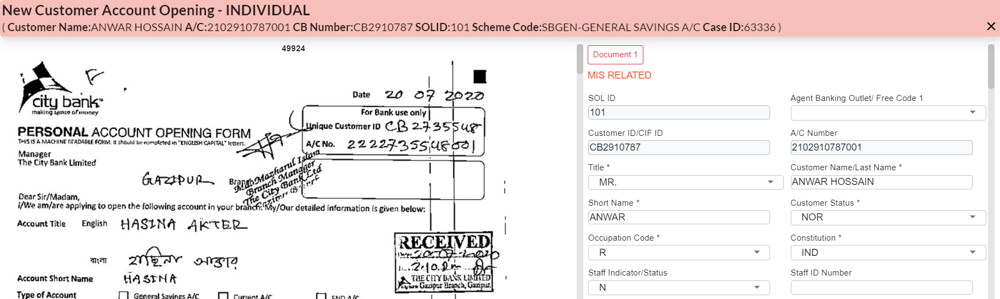 New Customer Account Opening - INDIVIDUAL
( Customer Name:ANWAR HOSSAIN A/C:2102910787001 CB Number:CB2910787 SOLID:101 Scheme Code:SBGEN-GENERAL SAVINGS A/C Case ID:63336 )
49924
city bank
making sense of money
Date 20 07 2020
For Bank use only
Unique Customer ID CB 2735548
A/C No. 2222735548001
PERSONAL ACCOUNT OPENING FORM
THIS IS A MACHINE READABLE FORM. It should be completed in "ENGLISH CAPITAL" letters.
Manager
The City Bank Limited
GAZIPUR Branch
Md. Mazharul Islam
Branch Manager
The City Bank Ltd
Dear Sir/Madam,
I/We am/are applying to open the following account in your branch. My/Our detailed information is given below:
Account Title English HASINA AKTER
বাংলা হাছিনা আক্তার
Account Short Name HASINA
RECEIVED
Date: 20-07-2020
2:10 Pm
THE CITY BANK LIMITED
Gazipur Branch, Gazipur.
Type of Account General Savings A/C Current A/C SND A/C
Document 1
MIS RELATED
SOL ID
101
Agent Banking Outlet/ Free Code 1
Customer ID/CIF ID
CB2910787
A/C Number
2102910787001
Title *
MR.
Customer Name/Last Name *
ANWAR HOSSAIN
Short Name *
ANWAR
Customer Status *
NOR
Occupation Code *
R
Constitution *
IND
Staff Indicator/Status
N
Staff ID Number